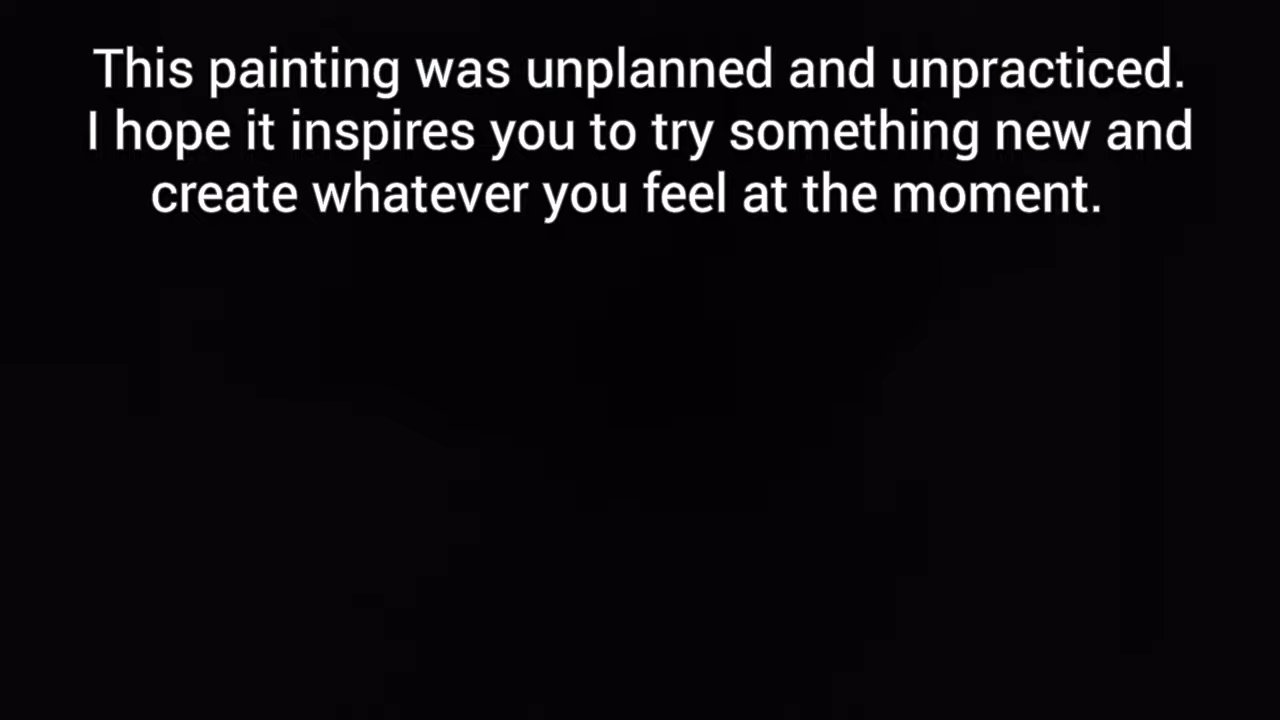 This painting was unplanned and unpracticed.
I hope it inspires you to try something new and
create whatever you feel at the moment.